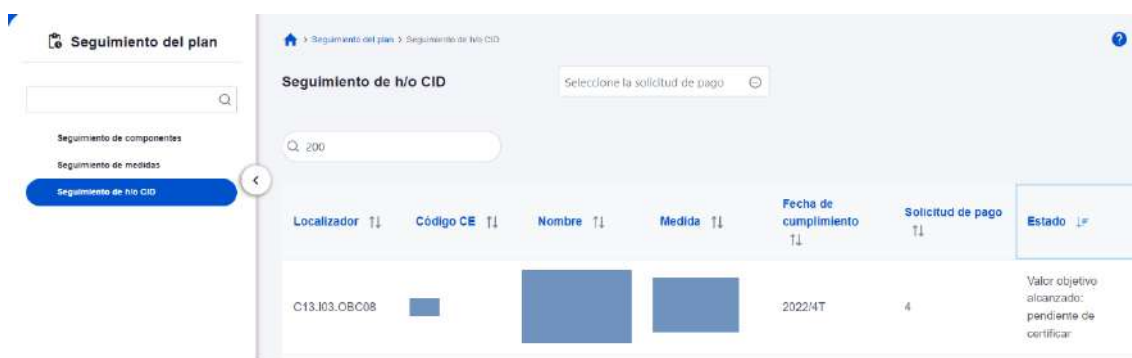 Seguimiento del plan
> Seguimiento del plan > Seguimiento de h/o CID
?
Seguimiento de h/o CID
Seleccione la solicitud de pago
Seguimiento de componentes
Seguimiento de medidas
Seguimiento de h/o CID
200
Localizador
Código CE
Nombre
Medida
Fecha de
cumplimiento
Solicitud de pago
Estado
C13.I03.OBC08
2022/4T
4
Valor objetivo
alcanzado:
pendiente de
certificar